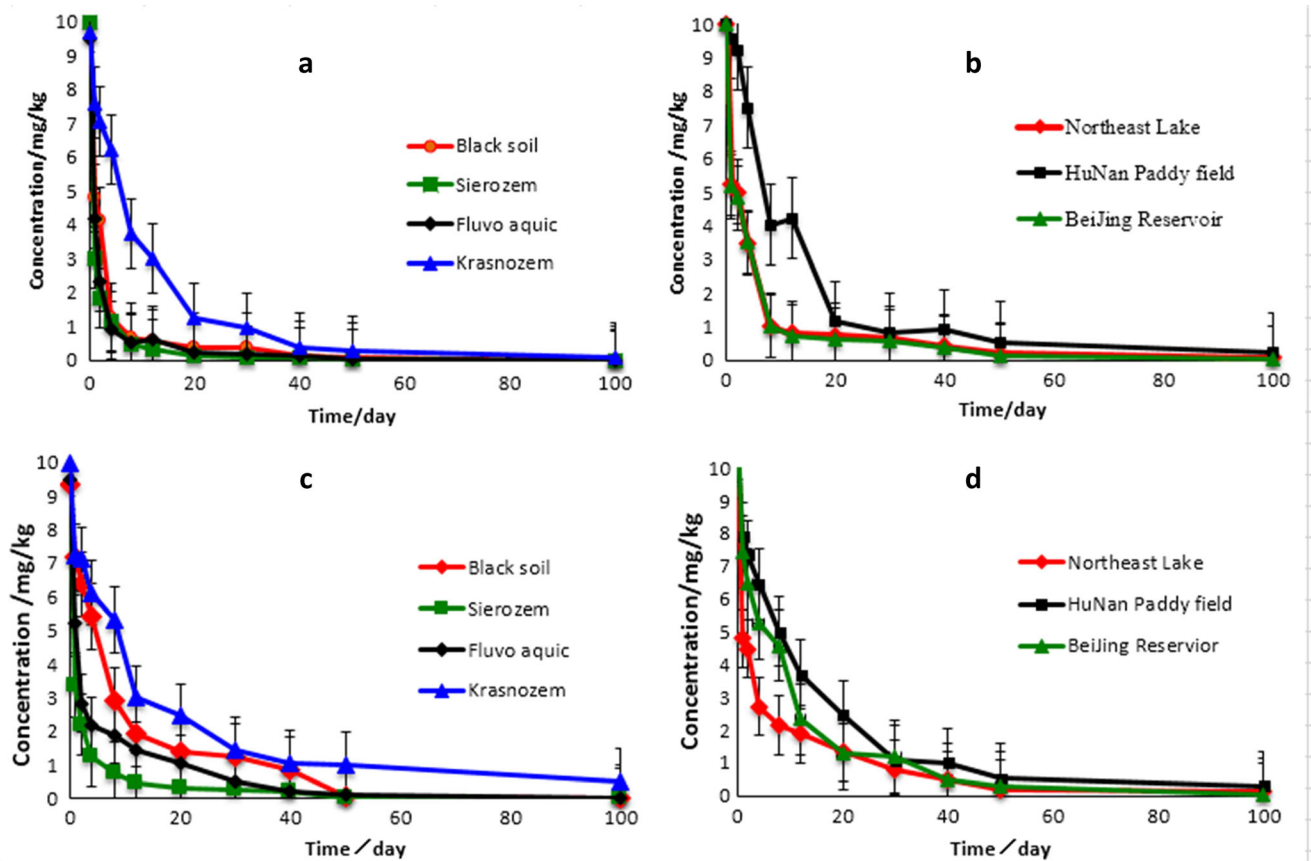 a
Concentration /mg/kg
10
9
8
7
6
5
4
3
2
1
0
0 20 40 60 80 100
Time/day
Black soil
Sierozem
Fluvo aquic
Krasnozem
b
Concentration /mg/kg
10
9
8
7
6
5
4
3
2
1
0
0 20 40 60 80 100
Time/day
Northeast Lake
HuNan Paddy field
BeiJing Reservoir
c
Concentration /mg/kg
10
9
8
7
6
5
4
3
2
1
0
0 20 40 60 80 100
Time／day
Black soil
Sierozem
Fluvo aquic
Krasnozem
d
Concentration/mg/kg
10
9
8
7
6
5
4
3
2
1
0
0 20 40 60 80 100
Time／day
Northeast Lake
HuNan Paddy field
BeiJing Reservior